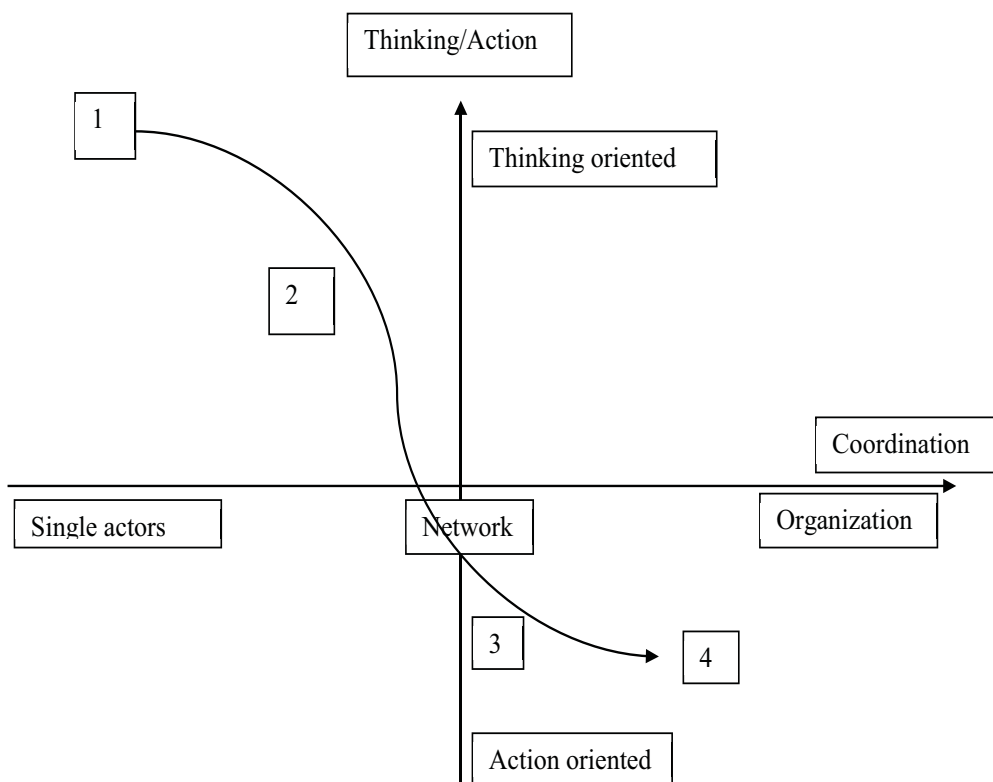 Thinking/Action
1
Thinking oriented
2
Coordination
Single actors
Network
Organization
3
4
Action oriented